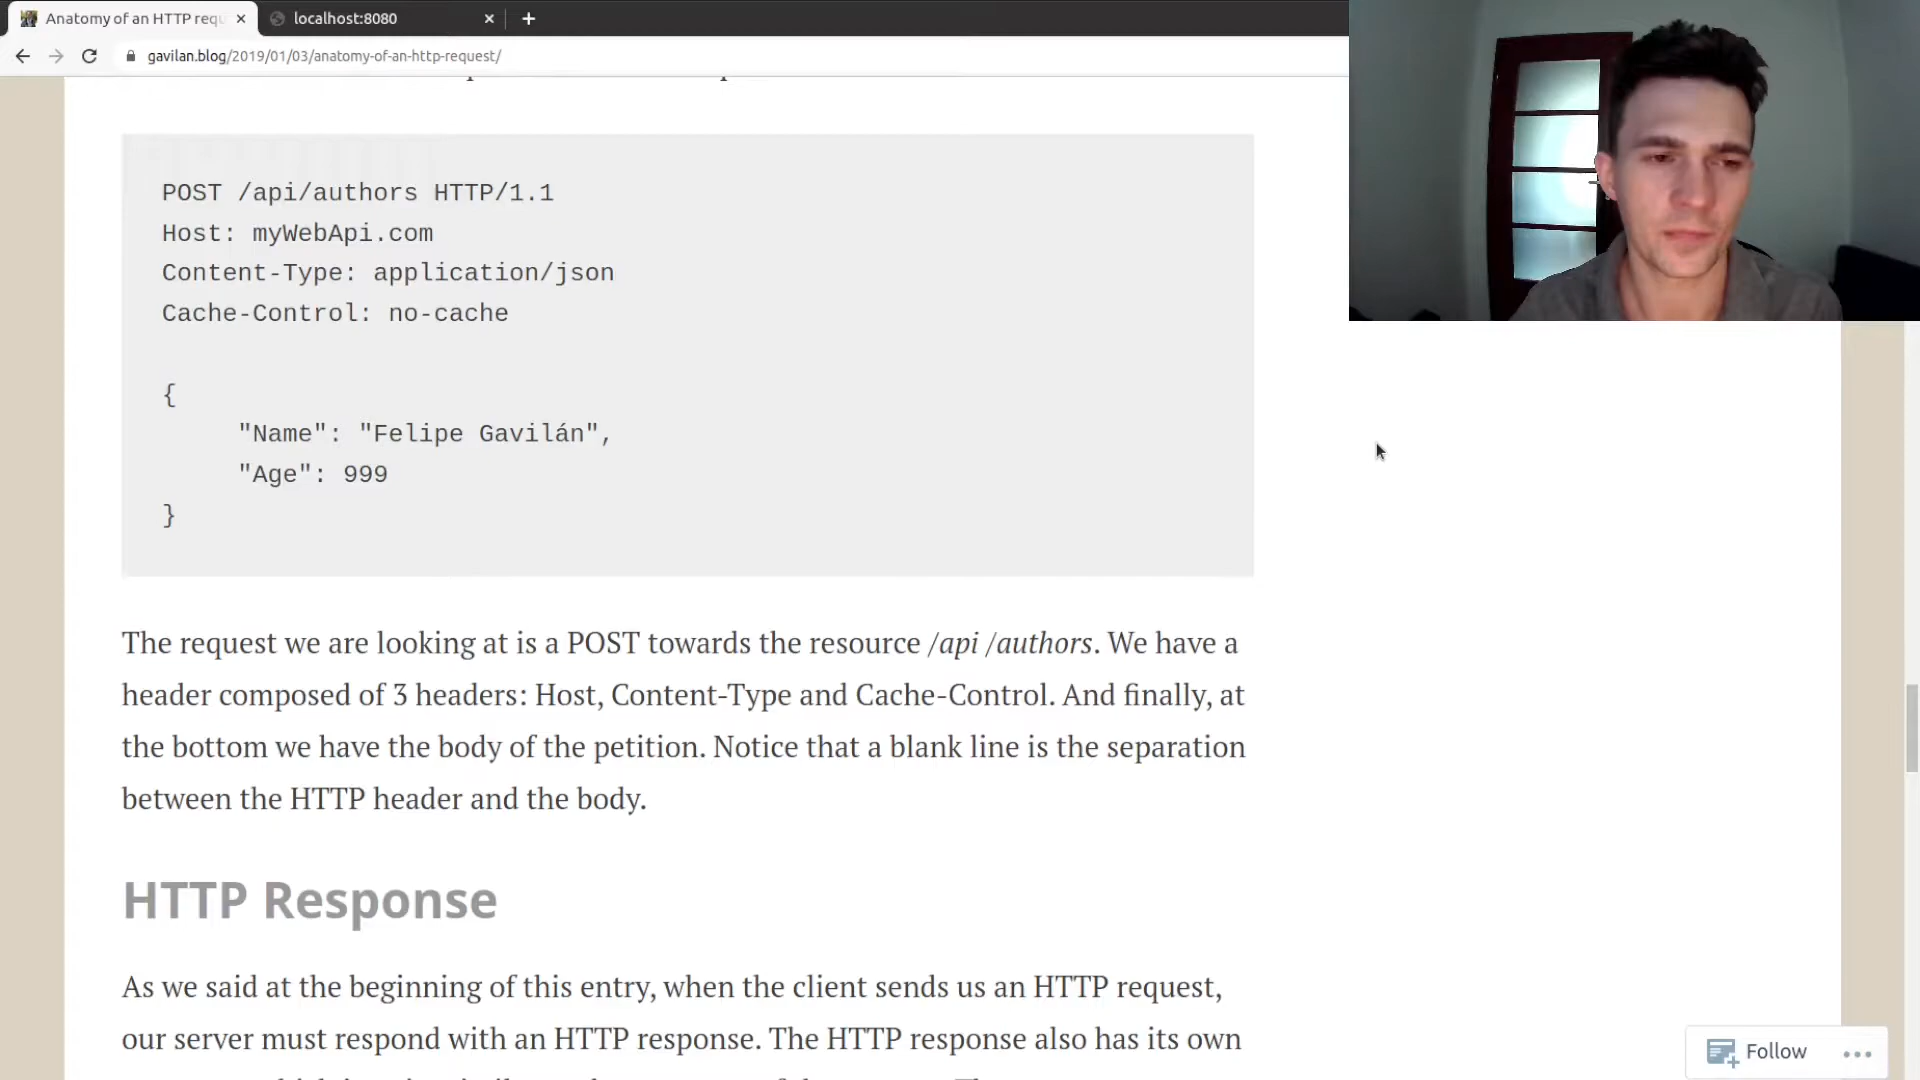 Anatomy of an HTTP requ
localhost:8080
gavilan.blog/2019/01/03/anatomy-of-an-http-request/
POST /api/authors HTTP/1.1
Host: myWebApi.com
Content-Type: application/json
Cache-Control: no-cache
{
"Name": "Felipe Gavilán",
"Age": 999
}
The request we are looking at is a POST towards the resource /api /authors. We have a
header composed of 3 headers: Host, Content-Type and Cache-Control. And finally, at
the bottom we have the body of the petition. Notice that a blank line is the separation
between the HTTP header and the body.
HTTP Response
As we said at the beginning of this entry, when the client sends us an HTTP request,
our server must respond with an HTTP response. The HTTP response also has its own
Follow